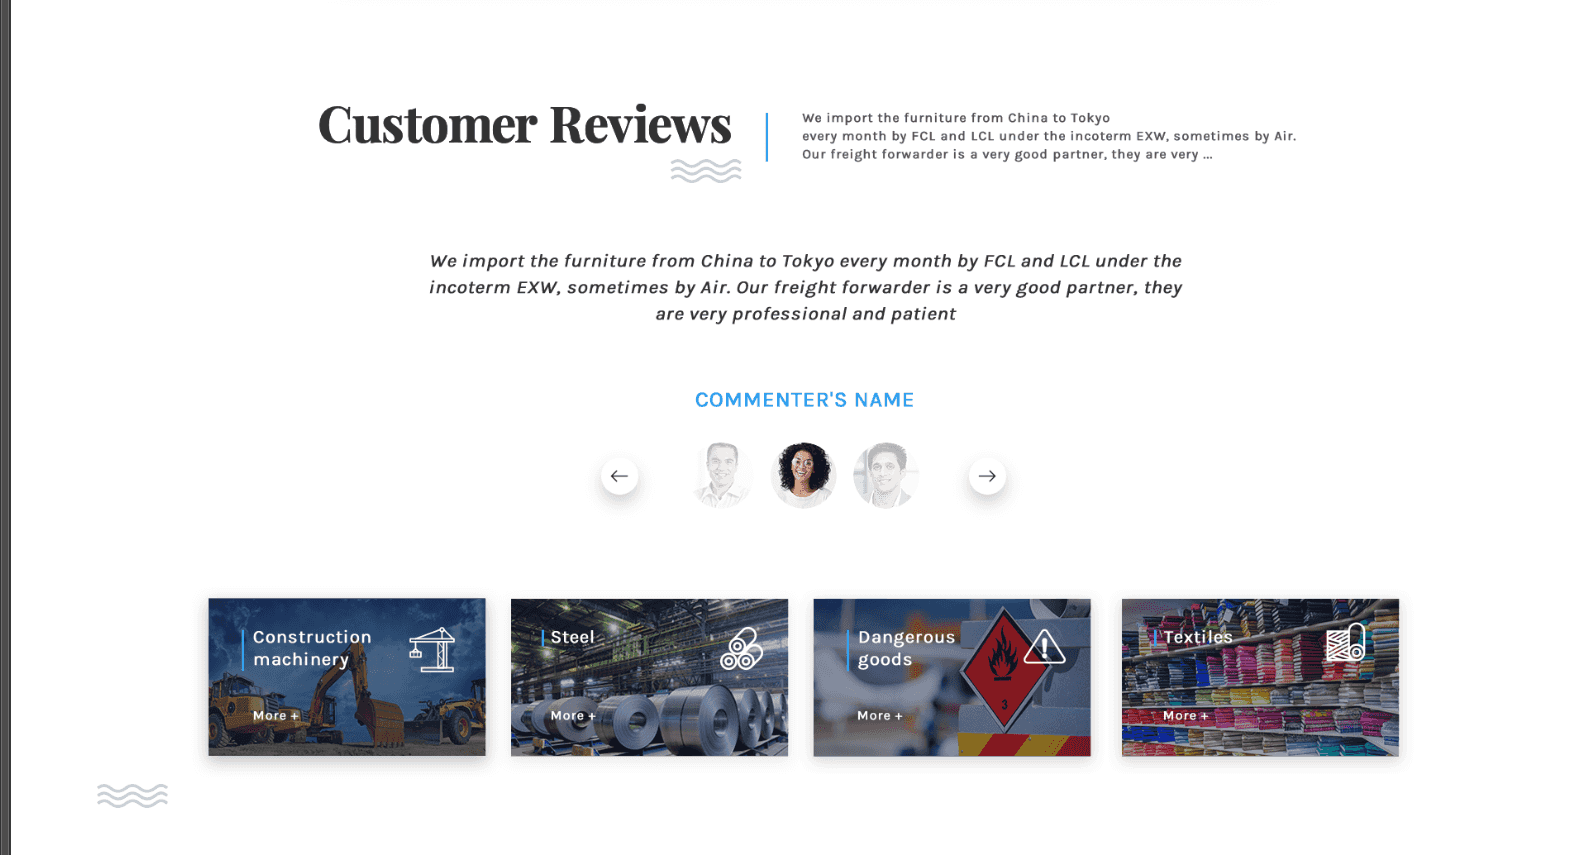 Customer Reviews
We import the furniture from China to Tokyo
every month by FCL and LCL under the incoterm EXW, sometimes by Air.
Our freight forwarder is a very good partner, they are very ...
We import the furniture from China to Tokyo every month by FCL and LCL under the
incoterm EXW, sometimes by Air. Our freight forwarder is a very good partner, they
are very professional and patient
COMMENTER'S NAME
Construction
machinery
More +
Steel
More +
Dangerous
goods
3
More +
Textiles
More +